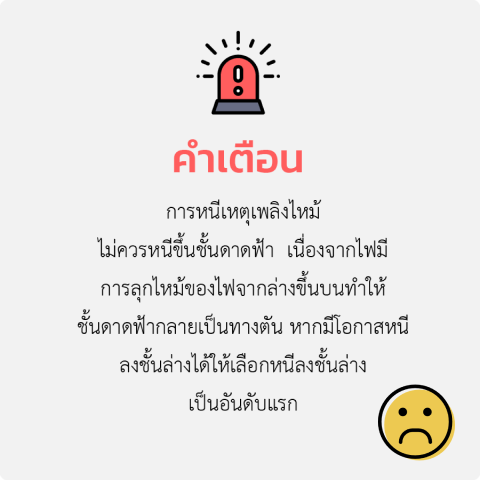 คำเตือน
การหนีเหตุเพลิงไหม้
ไม่ควรหนีขึ้นชั้นดาดฟ้า เนื่องจากไฟมี
การลุกไหม้ของไฟจากล่างขึ้นบนทำให้
ชั้นดาดฟ้ากลายเป็นทางตัน หากมีโอกาสหนี
ลงชั้นล่างได้ให้เลือกหนีลงชั้นล่าง
เป็นอันดับแรก